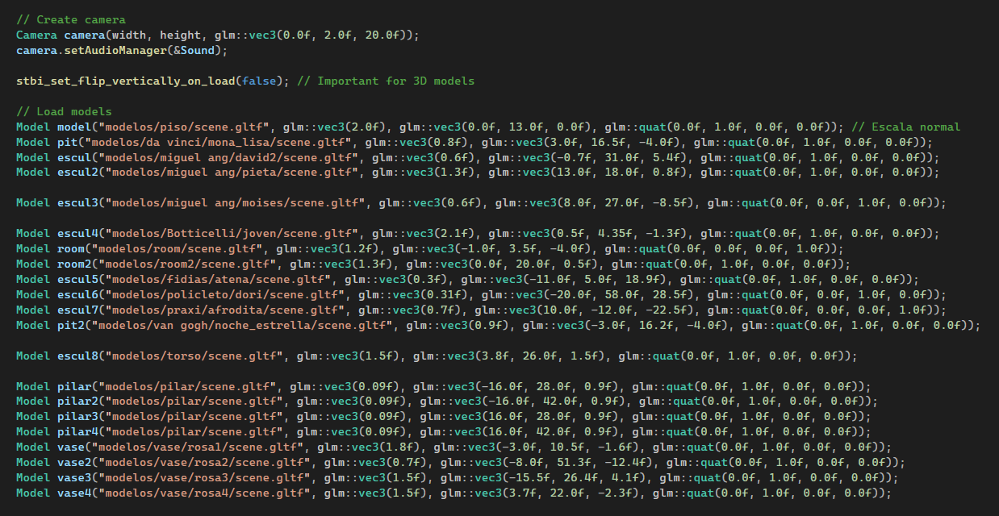 // Create camera
Camera camera(width, height, glm::vec3(0.0f, 2.0f, 20.0f));
camera.setAudioManager(&Sound);
stbi_set_flip_vertically_on_load(false); // Important for 3D models
// Load models
Model model("modelos/piso/scene.gltf", glm::vec3(2.0f), glm::vec3(0.0f, 13.0f, 0.0f), glm::quat(0.0f, 1.0f, 0.0f, 0.0f)); // Escala normal
Model pit("modelos/da vinci/mona_lisa/scene.gltf", glm::vec3(0.8f), glm::vec3(3.0f, 16.5f, -4.0f), glm::quat(0.0f, 1.0f, 0.0f, 0.0f));
Model escul("modelos/miguel ang/david2/scene.gltf", glm::vec3(0.6f), glm::vec3(-0.7f, 31.0f, 5.4f), glm::quat(0.0f, 1.0f, 0.0f, 0.0f));
Model escul2("modelos/miguel ang/pieta/scene.gltf", glm::vec3(1.3f), glm::vec3(13.0f, 18.0f, 0.8f), glm::quat(0.0f, 1.0f, 0.0f, 0.0f));
Model escul3("modelos/miguel ang/moises/scene.gltf", glm::vec3(0.6f), glm::vec3(8.0f, 27.0f, -8.5f), glm::quat(0.0f, 0.0f, 1.0f, 0.0f));
Model escul4("modelos/Botticelli/joven/scene.gltf", glm::vec3(2.1f), glm::vec3(0.5f, 4.35f, -1.3f), glm::quat(0.0f, 1.0f, 0.0f, 0.0f));
Model room("modelos/room/scene.gltf", glm::vec3(1.2f), glm::vec3(-1.0f, 3.5f, -4.0f), glm::quat(0.0f, 0.0f, 0.0f, 1.0f));
Model room2("modelos/room2/scene.gltf", glm::vec3(1.3f), glm::vec3(0.0f, 20.0f, 0.5f), glm::quat(0.0f, 1.0f, 0.0f, 0.0f));
Model escul5("modelos/fidias/atena/scene.gltf", glm::vec3(0.3f), glm::vec3(-11.0f, 5.0f, 18.9f), glm::quat(0.0f, 1.0f, 0.0f, 0.0f));
Model escul6("modelos/policleto/dori/scene.gltf", glm::vec3(0.31f), glm::vec3(-20.0f, 58.0f, 28.5f), glm::quat(0.0f, 0.0f, 1.0f, 0.0f));
Model escul7("modelos/praxi/afrodita/scene.gltf", glm::vec3(0.7f), glm::vec3(10.0f, -12.0f, -22.5f), glm::quat(0.0f, 0.0f, 0.0f, 1.0f));
Model pit2("modelos/van gogh/noche_estrella/scene.gltf", glm::vec3(0.9f), glm::vec3(-3.0f, 16.2f, -4.0f), glm::quat(0.0f, 1.0f, 0.0f, 0.0f));
Model escul8("modelos/torso/scene.gltf", glm::vec3(1.5f), glm::vec3(3.8f, 26.0f, 1.5f), glm::quat(0.0f, 1.0f, 0.0f, 0.0f));
Model pilar("modelos/pilar/scene.gltf", glm::vec3(0.09f), glm::vec3(-16.0f, 28.0f, 0.9f), glm::quat(0.0f, 1.0f, 0.0f, 0.0f));
Model pilar2("modelos/pilar/scene.gltf", glm::vec3(0.09f), glm::vec3(-16.0f, 42.0f, 0.9f), glm::quat(0.0f, 1.0f, 0.0f, 0.0f));
Model pilar3("modelos/pilar/scene.gltf", glm::vec3(0.09f), glm::vec3(16.0f, 28.0f, 0.9f), glm::quat(0.0f, 1.0f, 0.0f, 0.0f));
Model pilar4("modelos/pilar/scene.gltf", glm::vec3(0.09f), glm::vec3(16.0f, 42.0f, 0.9f), glm::quat(0.0f, 1.0f, 0.0f, 0.0f));
Model vase("modelos/vase/rosa1/scene.gltf", glm::vec3(1.8f), glm::vec3(-3.0f, 10.5f, -1.6f), glm::quat(0.0f, 1.0f, 0.0f, 0.0f));
Model vase2("modelos/vase/rosa2/scene.gltf", glm::vec3(0.7f), glm::vec3(-8.0f, 51.3f, -12.4f), glm::quat(0.0f, 1.0f, 0.0f, 0.0f));
Model vase3("modelos/vase/rosa3/scene.gltf", glm::vec3(1.5f), glm::vec3(-15.5f, 26.4f, 4.1f), glm::quat(0.0f, 1.0f, 0.0f, 0.0f));
Model vase4("modelos/vase/rosa4/scene.gltf", glm::vec3(1.5f), glm::vec3(3.7f, 22.0f, -2.3f), glm::quat(0.0f, 1.0f, 0.0f, 0.0f));